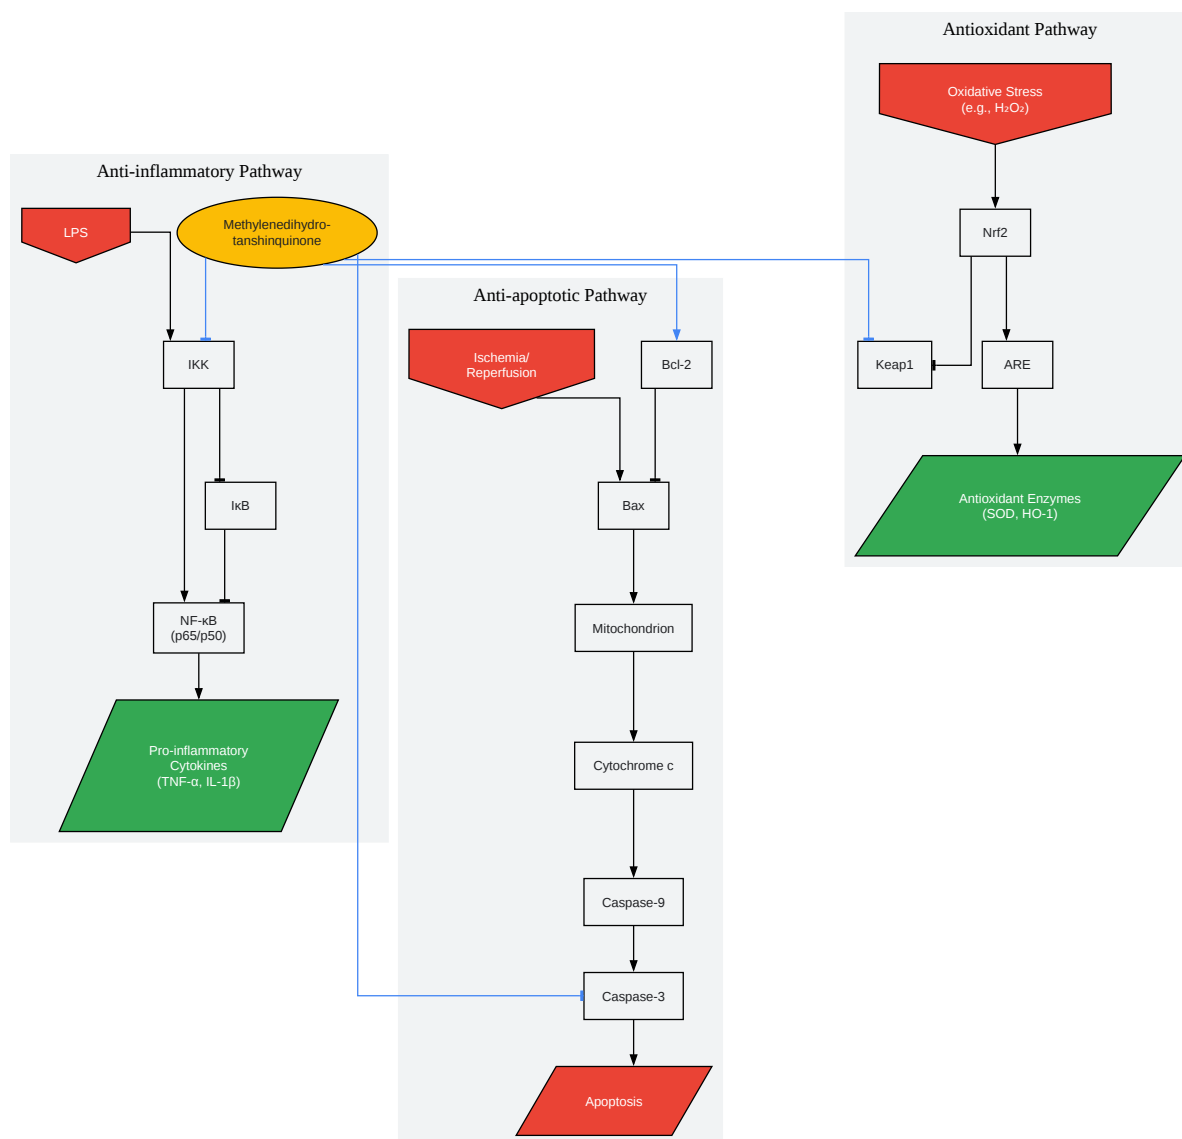 Antioxidant Pathway
Oxidative Stress
(e.g., H₂O₂)
Nrf2
Keap1
ARE
Antioxidant Enzymes
(SOD, HO-1)
Anti-inflammatory Pathway
LPS
Methylenedihydro-
tanshinquinone
IKK
IκB
NF-κB
(p65/p50)
Pro-inflammatory
Cytokines
(TNF-α, IL-1β)
Anti-apoptotic Pathway
Ischemia/
Reperfusion
Bcl-2
Bax
Mitochondrion
Cytochrome c
Caspase-9
Caspase-3
Apoptosis